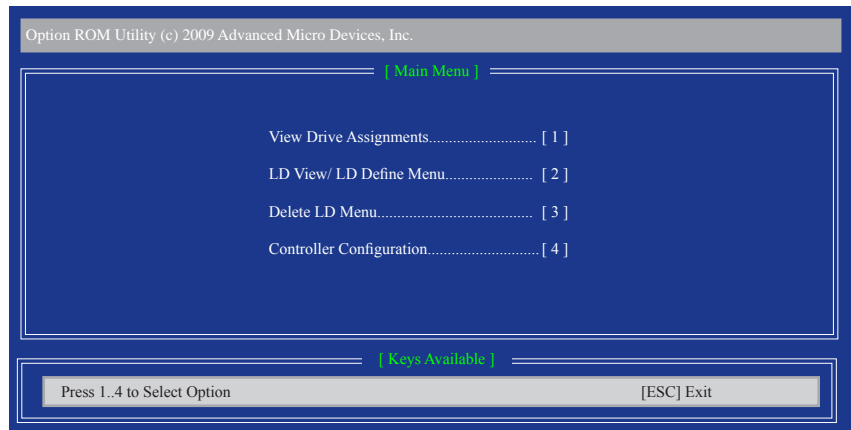 Option ROM Utility (c) 2009 Advanced Micro Devices, Inc.
[ Main Menu ]
View Drive Assignments........................... [ 1 ]
LD View/ LD Define Menu...................... [ 2 ]
Delete LD Menu....................................... [ 3 ]
Controller Configuration............................[ 4 ]
[ Keys Available ]
Press 1..4 to Select Option [ESC] Exit